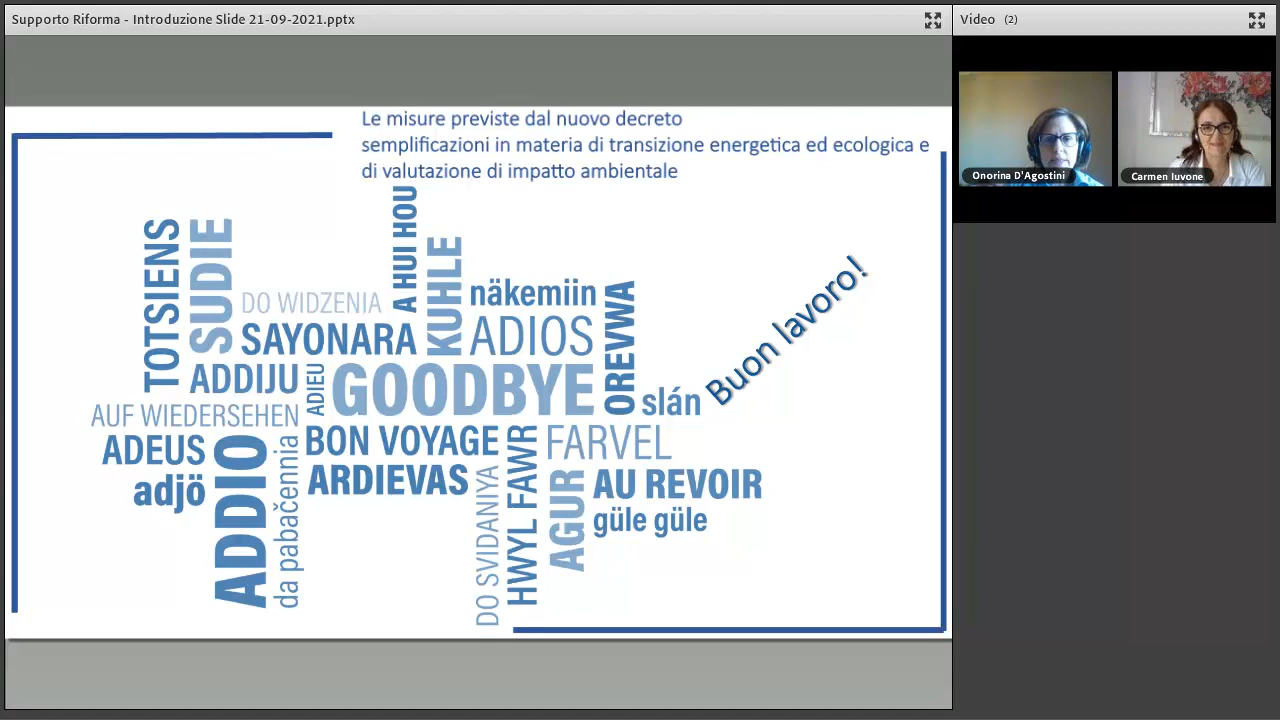 Supporto Riforma - Introduzione Slide 21-09-2021.pptx
Video (2)
Onorina D'Agostini
Carmen Iuvone
Le misure previste dal nuovo decreto
semplificazioni in materia di transizione energetica ed ecologica e
di valutazione di impatto ambientale
TOTSIENS
SUDIE
DO WIDZENIA
A HUI HOU
KUHLE
näkemiin
OREVWA
SAYONARA
ADIOS
ADDIJU
ADIEU
GOODBYE
slán
Buon lavoro!
AUF WIEDERSEHEN
ADEUS
adjö
ADDIO
da pabačennia
BON VOYAGE
ARDIEVAS
DO SVIDANIYA
HWYL FAWR
FARVEL
AGUR
AU REVOIR
güle güle